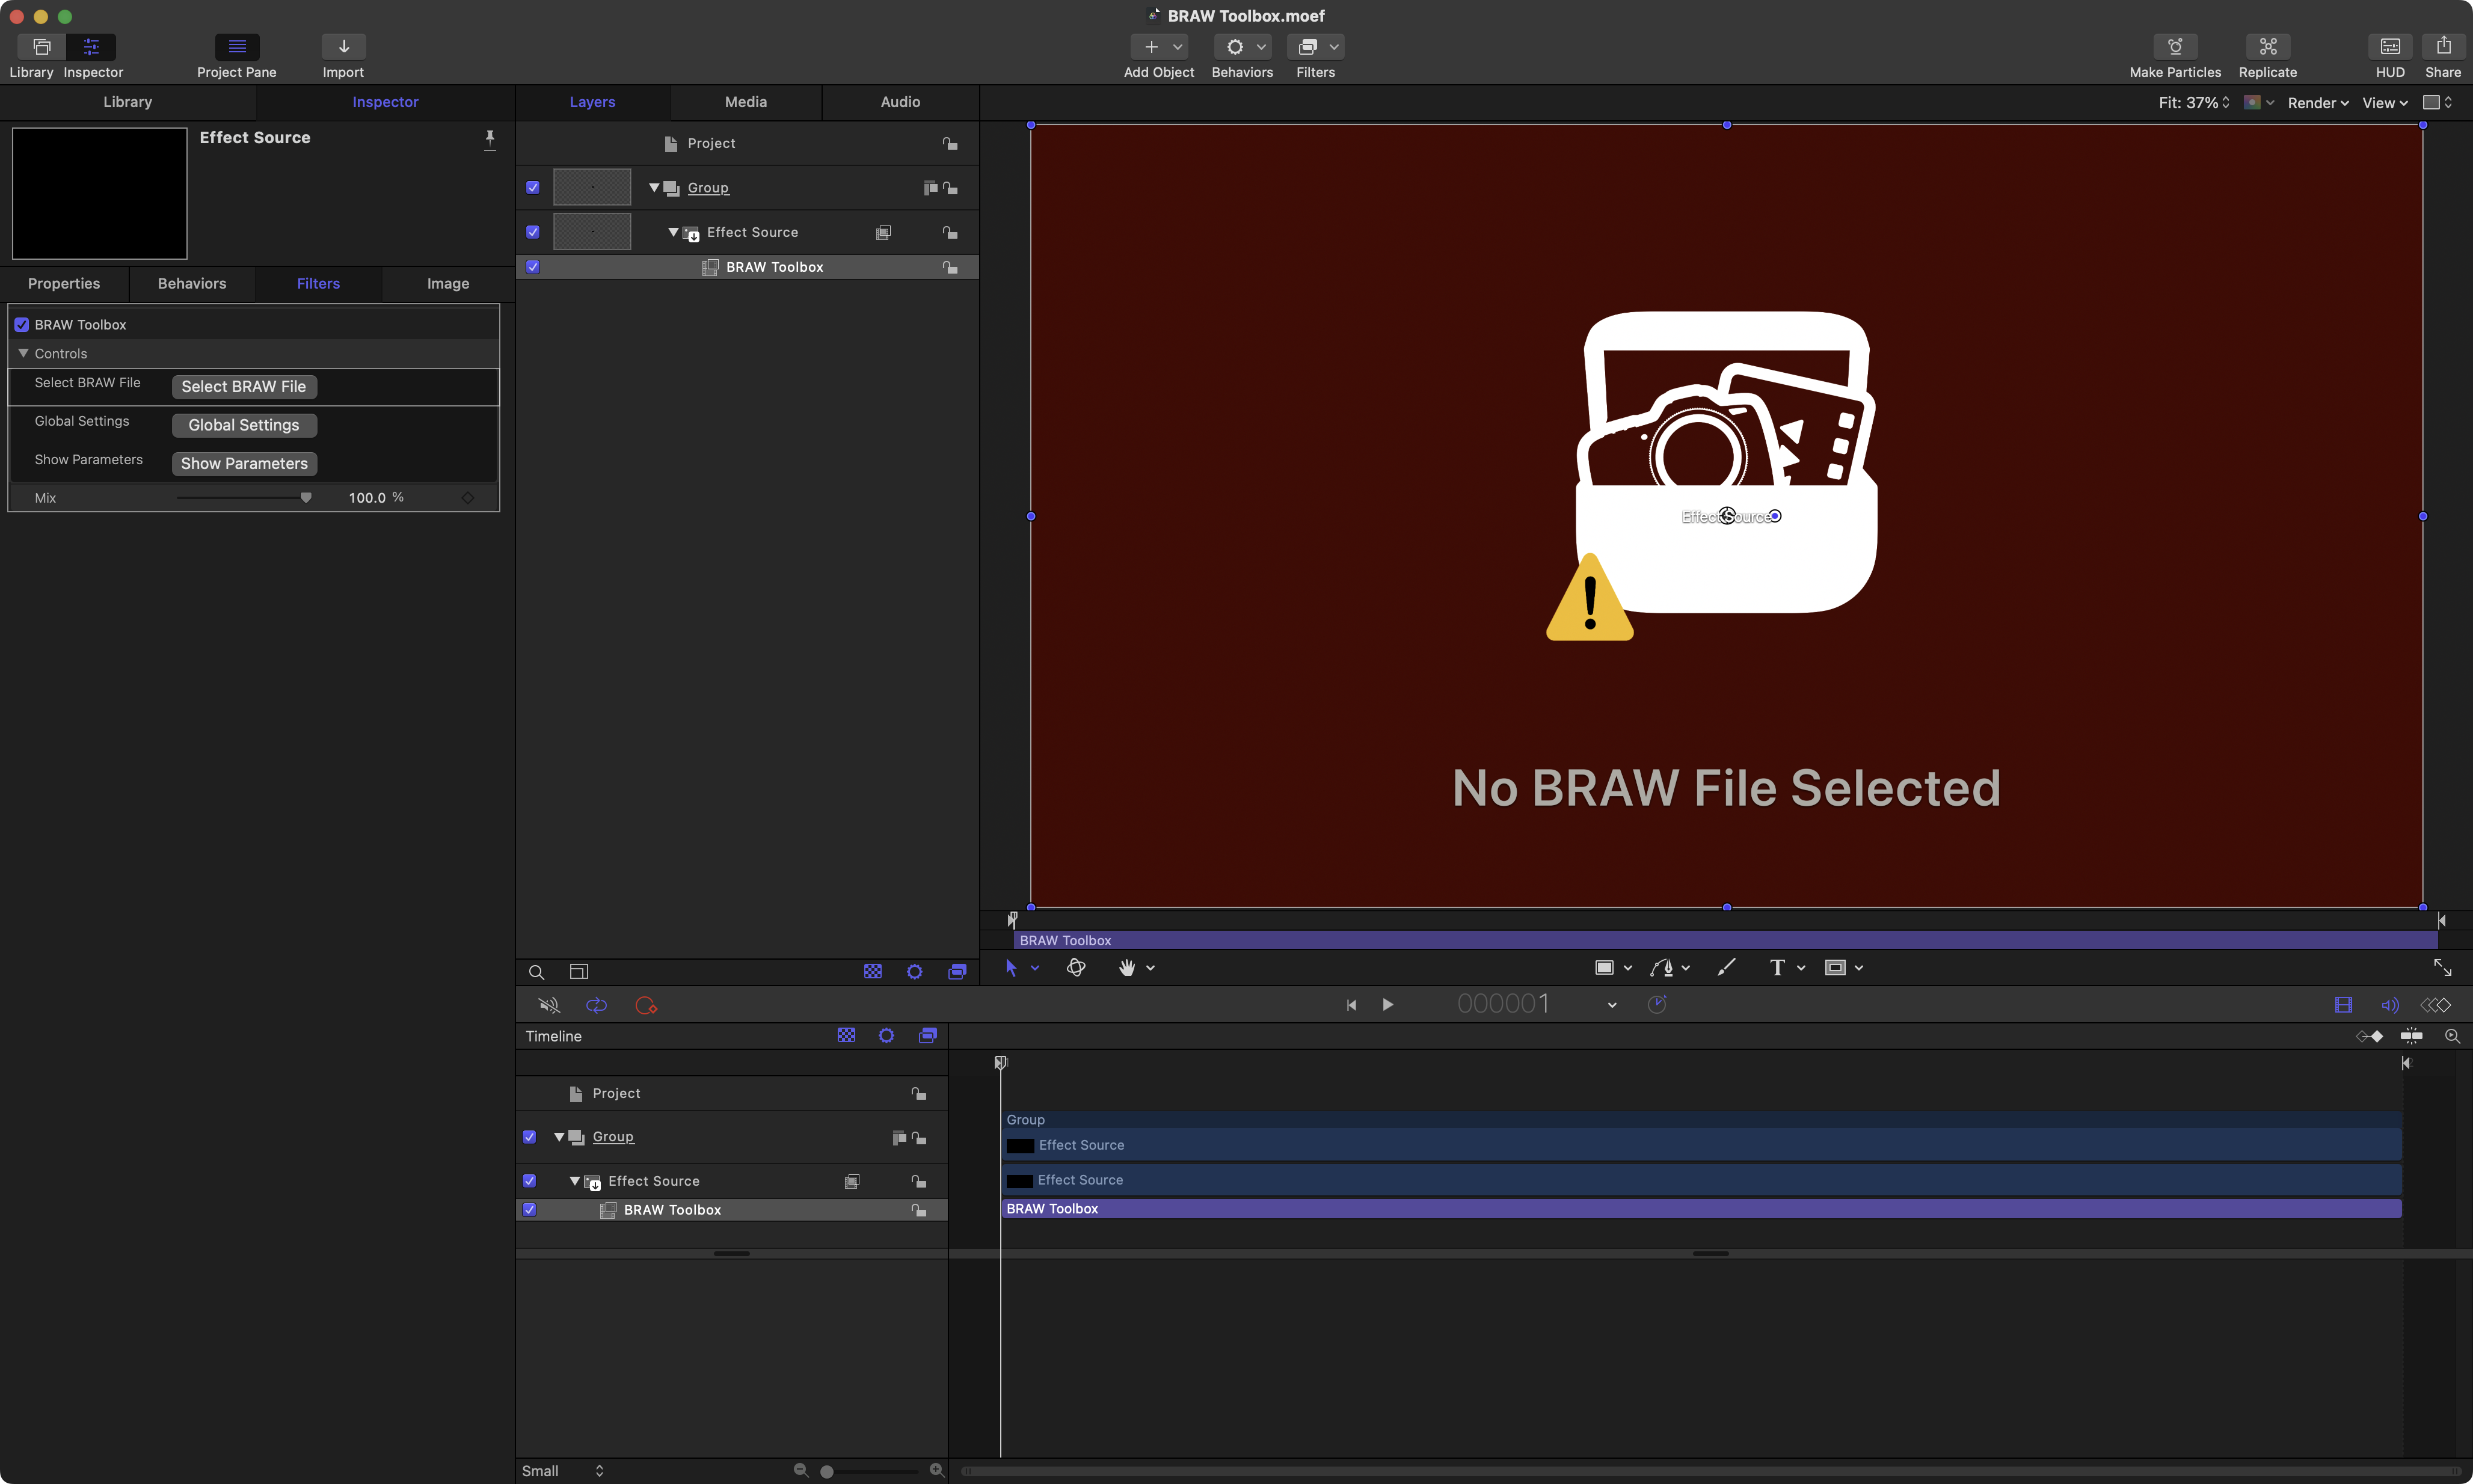 BRAW Toolbox.moef
Library
Inspector
Project Pane
Import
Add Object
Behaviors
Filters
Make Particles
Replicate
HUD
Share
Library
Inspector
Layers
Media
Audio
Fit: 37%
Render
View
Effect Source
Project
Group
Effect Source
BRAW Toolbox
Properties
Behaviors
Filters
Image
BRAW Toolbox
Controls
Select BRAW File
Select BRAW File
Global Settings
Global Settings
Show Parameters
Show Parameters
Mix
100.0 %
Effect Source
No BRAW File Selected
BRAW Toolbox
T
000001
Timeline
Project
Group
Effect Source
BRAW Toolbox
Group
Effect Source
Effect Source
BRAW Toolbox
Small